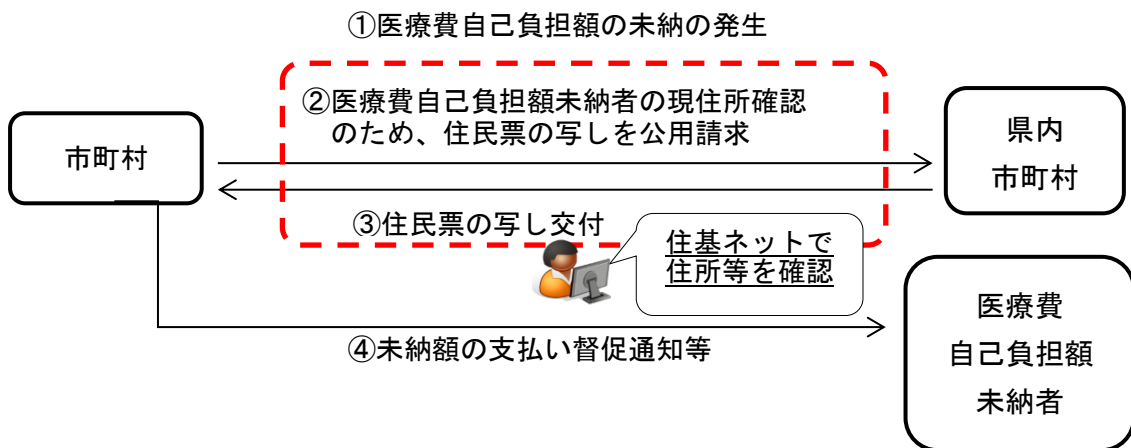 ①医療費自己負担額の未納の発生
②医療費自己負担額未納者の現住所確認
のため、住民票の写しを公用請求
市町村
県内
市町村
③住民票の写し交付
住基ネットで
住所等を確認
医療費
自己負担額
未納者
④未納額の支払い督促通知等